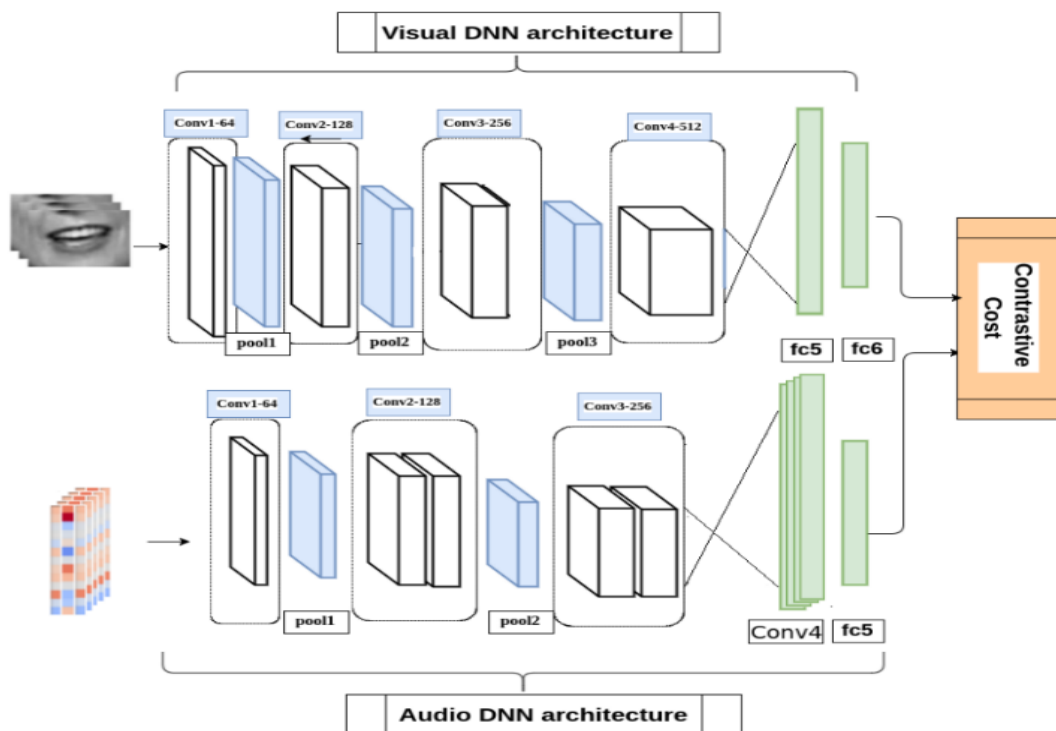 Visual DNN architecture
Conv1-64
Conv2-128
Conv3-256
Conv4-512
pool1
pool2
pool3
fc5
fc6
Contrastive
Cost
Conv1-64
Conv2-128
Conv3-256
pool1
pool2
Conv4
fc5
Audio DNN architecture